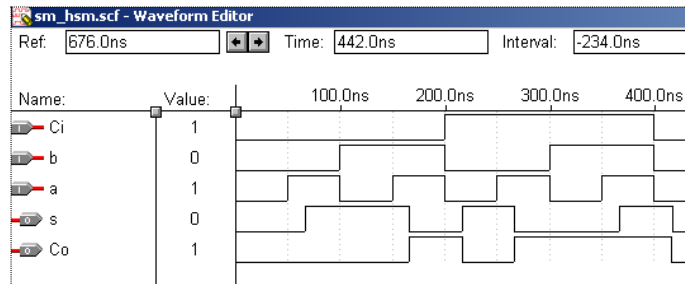 sm_hsm.scf - Waveform Editor
Ref: 676.0ns Time: 442.0ns Interval: -234.0ns
100.0ns 200.0ns 300.0ns 400.0ns
Name: Value:
Ci 1
b 0
a 1
s 0
Co 1